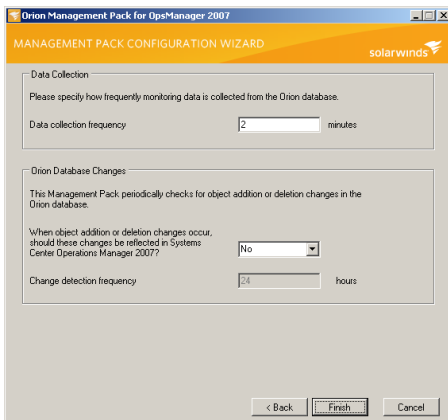 Orion Management Pack for OpsManager 2007
MANAGEMENT PACK CONFIGURATION WIZARD
solarwinds
Data Collection
Please specify how frequently monitoring data is collected from the Orion database.
Data collection frequency 2 minutes
Orion Database Changes
This Management Pack periodically checks for object addition or deletion changes in the
Orion database.
When object addition or deletion changes occur,
should these changes be reflected in Systems
Center Operations Manager 2007? No
Change detection frequency 24 hours
< Back Finish Cancel